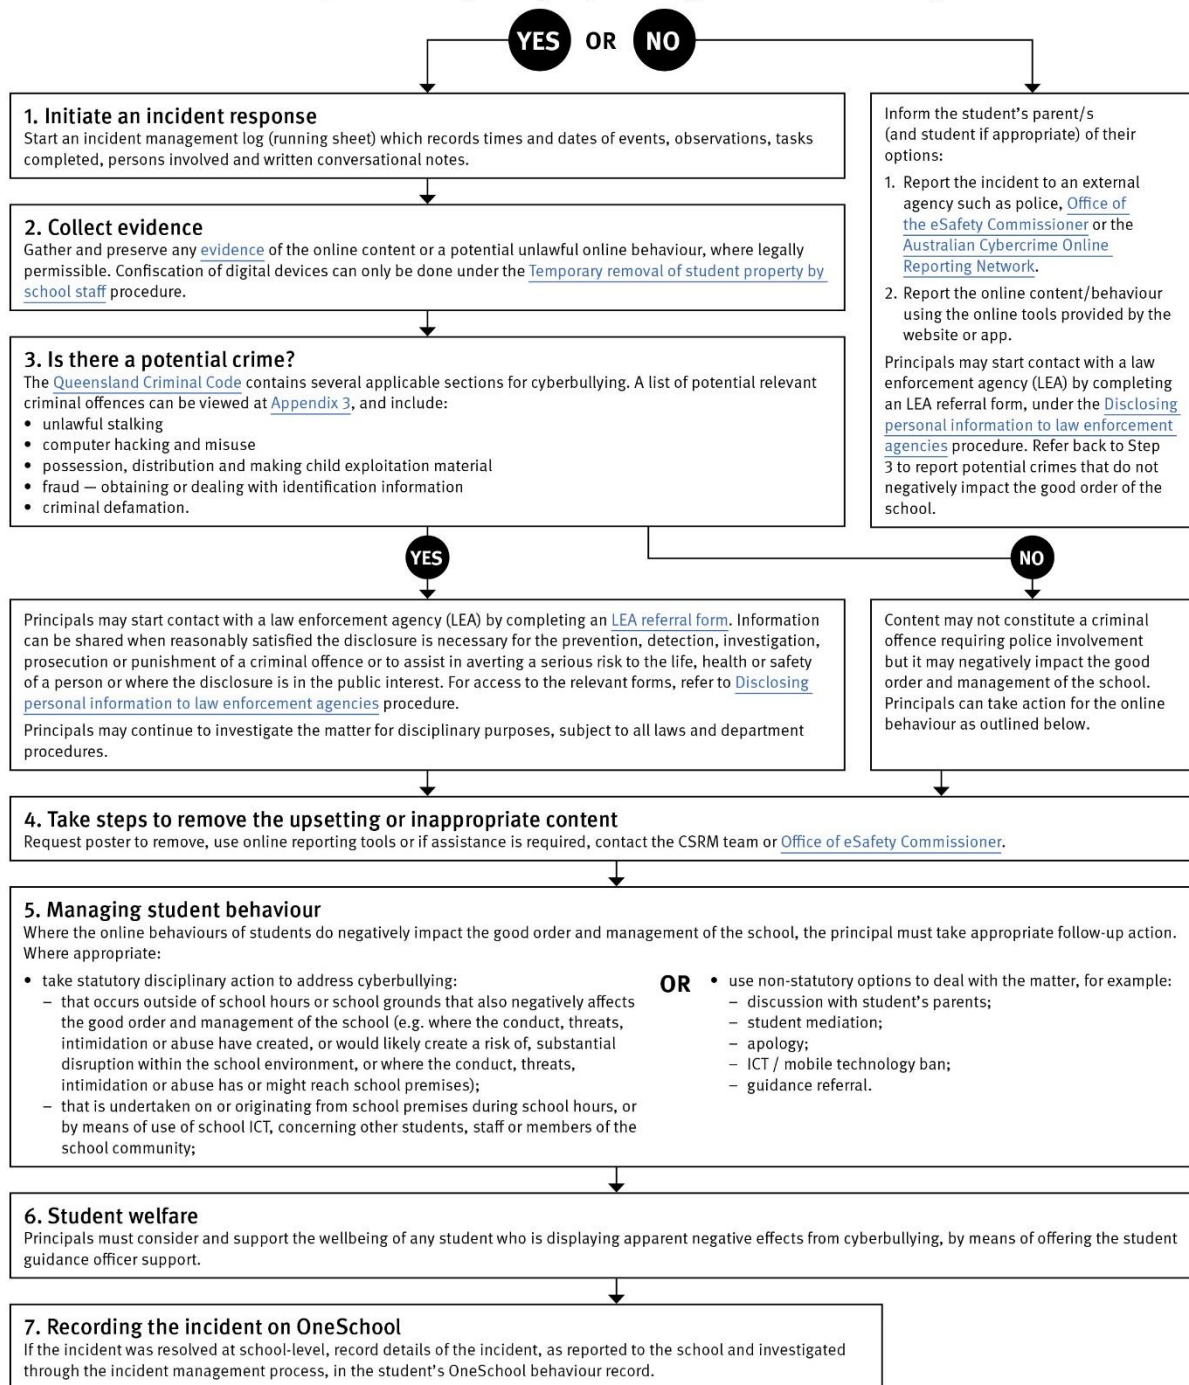 YES OR NO
1. Initiate an incident response
Start an incident management log (running sheet) which records times and dates of events, observations, tasks
completed, persons involved and written conversational notes.
2. Collect evidence
Gather and preserve any evidence of the online content or a potential unlawful online behaviour, where legally
permissible. Confiscation of digital devices can only be done under the Temporary removal of student property by
school staff procedure.
3. Is there a potential crime?
The Queensland Criminal Code contains several applicable sections for cyberbullying. A list of potential relevant
criminal offences can be viewed at Appendix 3, and include:
• unlawful stalking
• computer hacking and misuse
• possession, distribution and making child exploitation material
• fraud — obtaining or dealing with identification information
• criminal defamation.
Inform the student's parent/s
(and student if appropriate) of their
options:
1. Report the incident to an external
agency such as police, Office of
the eSafety Commissioner or the
Australian Cybercrime Online
Reporting Network.
2. Report the online content/behaviour
using the online tools provided by the
website or app.
Principals may start contact with a law
enforcement agency (LEA) by completing
an LEA referral form, under the Disclosing
personal information to law enforcement
agencies procedure. Refer back to Step
3 to report potential crimes that do not
negatively impact the good order of the
school.
YES
NO
Principals may start contact with a law enforcement agency (LEA) by completing an LEA referral form. Information
can be shared when reasonably satisfied the disclosure is necessary for the prevention, detection, investigation,
prosecution or punishment of a criminal offence or to assist in averting a serious risk to the life, health or safety
of a person or where the disclosure is in the public interest. For access to the relevant forms, refer to Disclosing
personal information to law enforcement agencies procedure.
Principals may continue to investigate the matter for disciplinary purposes, subject to all laws and department
procedures.
Content may not constitute a criminal
offence requiring police involvement
but it may negatively impact the good
order and management of the school.
Principals can take action for the online
behaviour as outlined below.
4. Take steps to remove the upsetting or inappropriate content
Request poster to remove, use online reporting tools or if assistance is required, contact the CSRM team or Office of eSafety Commissioner.
5. Managing student behaviour
Where the online behaviours of students do negatively impact the good order and management of the school, the principal must take appropriate follow-up action.
Where appropriate:
• take statutory disciplinary action to address cyberbullying:
– that occurs outside of school hours or school grounds that also negatively affects
the good order and management of the school (e.g. where the conduct, threats,
intimidation or abuse have created, or would likely create a risk of, substantial
disruption within the school environment, or where the conduct, threats,
intimidation or abuse has or might reach school premises);
– that is undertaken on or originating from school premises during school hours, or
by means of use of school ICT, concerning other students, staff or members of the
school community;
OR
• use non-statutory options to deal with the matter, for example:
– discussion with student's parents;
– student mediation;
– apology;
– ICT / mobile technology ban;
– guidance referral.
6. Student welfare
Principals must consider and support the wellbeing of any student who is displaying apparent negative effects from cyberbullying, by means of offering the student
guidance officer support.
7. Recording the incident on OneSchool
If the incident was resolved at school-level, record details of the incident, as reported to the school and investigated
through the incident management process, in the student's OneSchool behaviour record.